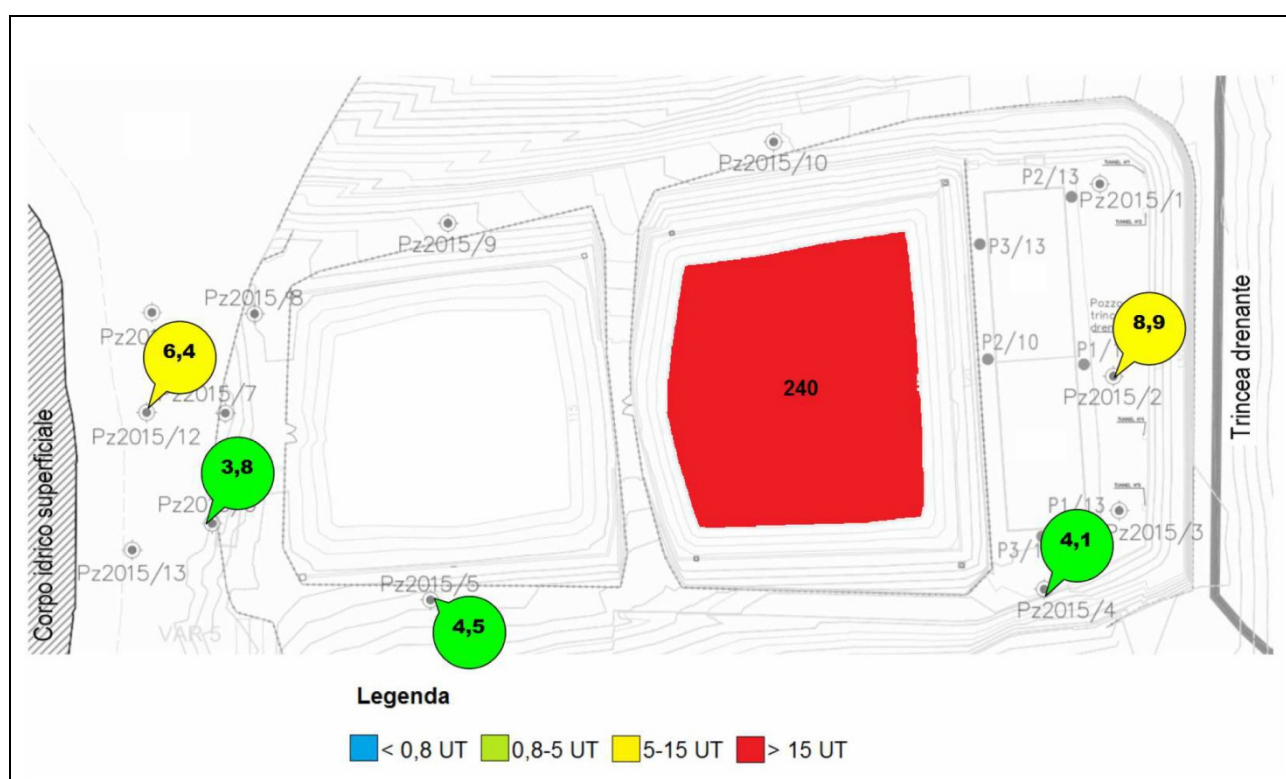 Pz2015/10
P2/13
Pz2015/1
Pz2015/9
P3/13
Pz2015/8
Trincea drenante
Pozzo
8,9
6,4
P2/10
P1/1
240
Pz2015/2
Pz2015/12
3,8
Corpo idrico superficiale
P1/13
Pz2015/3
4,1
P3/1
Pz2015/13
Pz2015/5
Pz2015/4
4,5
VAR 5
Legenda
< 0,8 UT 0,8-5 UT 5-15 UT > 15 UT